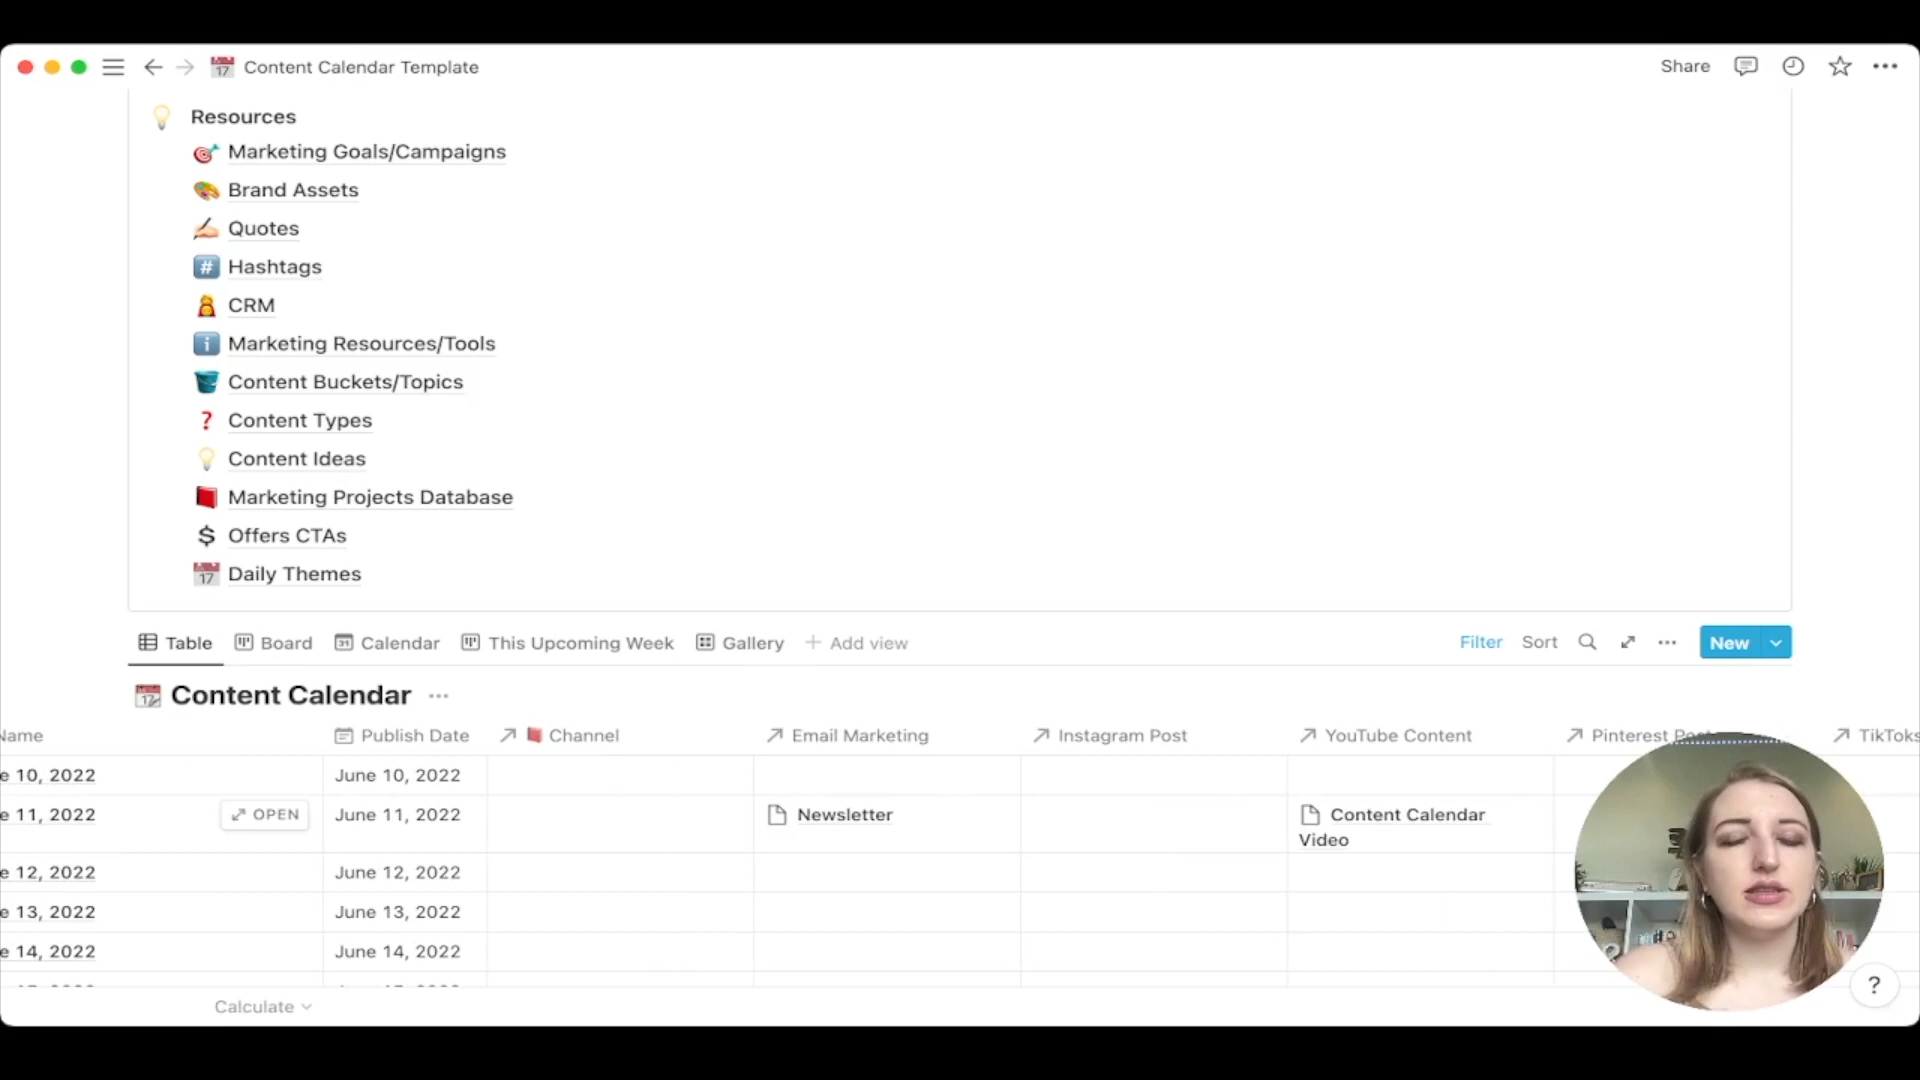 Content Calendar Template
Share
Resources
Marketing Goals/Campaigns
Brand Assets
Quotes
Hashtags
CRM
Marketing Resources/Tools
Content Buckets/Topics
Content Types
Content Ideas
Marketing Projects Database
Offers CTAs
Daily Themes
Table Board Calendar This Upcoming Week Gallery + Add view Filter Sort New
Content Calendar
Name Publish Date Channel Email Marketing Instagram Post YouTube Content Pinterest TikToks
e 10, 2022 June 10, 2022
e 11, 2022 OPEN June 11, 2022 Newsletter Content Calendar
Video
e 12, 2022 June 12, 2022
e 13, 2022 June 13, 2022
e 14, 2022 June 14, 2022
Calculate
?